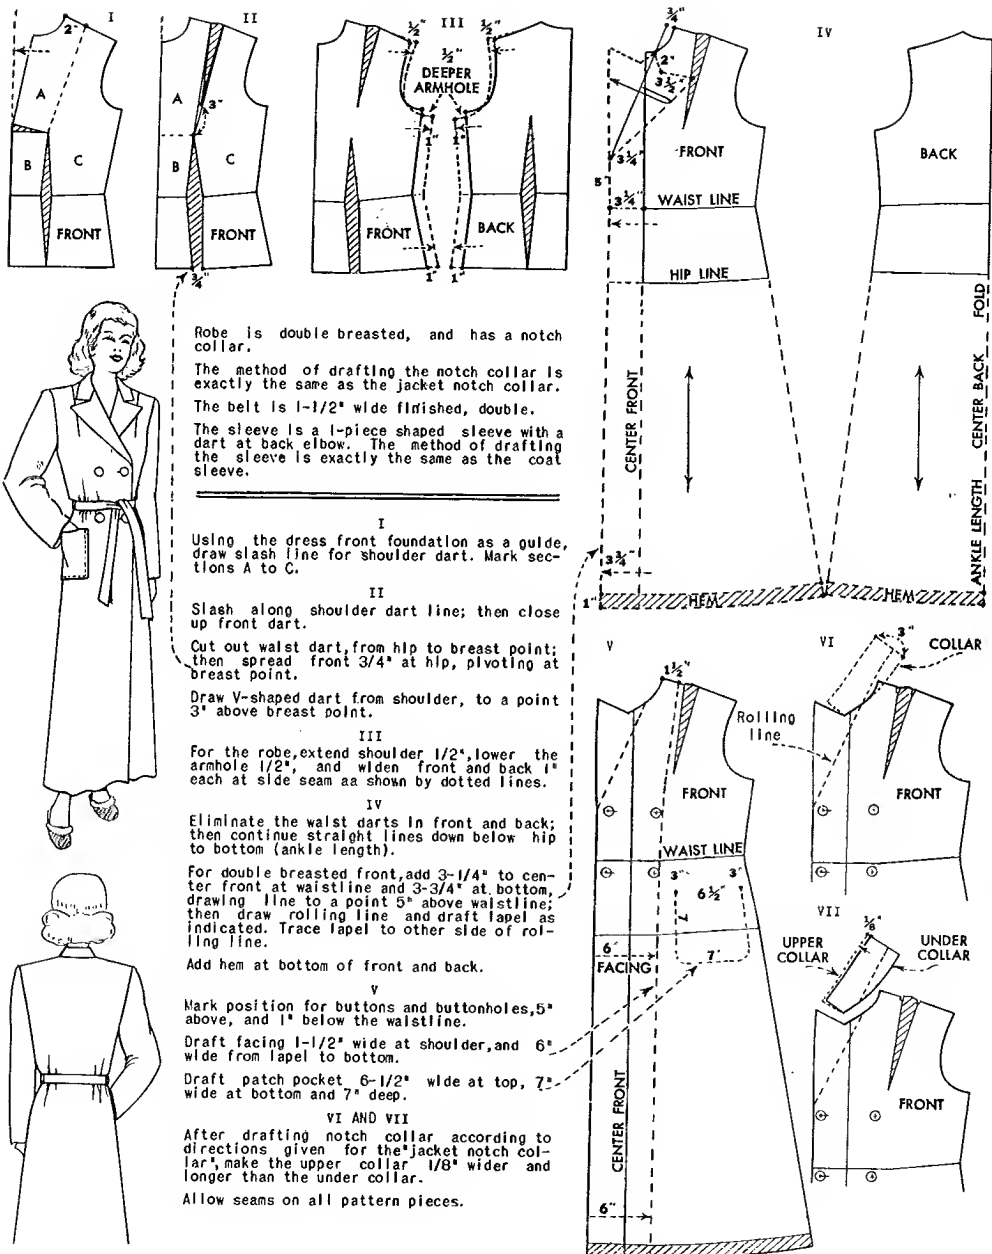 I
2"
A
B
C
FRONT
II
A
3"
B
C
FRONT
3/4"
III
1/2"
1/2"
1/2"
DEEPER
ARMHOLE
1"
1"
FRONT
BACK
1"
1"
IV
3/4"
2"
3 1/2"
3 1/4"
FRONT
BACK
5"
3 1/4"
WAIST LINE
HIP LINE
CENTER FRONT
ANKLE LENGTH CENTER BACK FOLD
3 3/4"
1"
HEM
HEM
Robe is double breasted, and has a notch
collar.
The method of drafting the notch collar is
exactly the same as the jacket notch collar.
The belt is 1-1/2" wide finished, double.
The sleeve is a 1-piece shaped sleeve with a
dart at back elbow. The method of drafting
the sleeve is exactly the same as the coat
sleeve.
I
Using the dress front foundation as a guide,
draw slash line for shoulder dart. Mark sec-
tions A to C.
II
Slash along shoulder dart line; then close
up front dart.
Cut out waist dart, from hip to breast point;
then spread front 3/4" at hip, pivoting at
breast point.
Draw V-shaped dart from shoulder, to a point
3" above breast point.
III
For the robe, extend shoulder 1/2", lower the
armhole 1/2", and widen front and back 1"
each at side seam aa shown by dotted lines.
IV
Eliminate the waist darts in front and back;
then continue straight lines down below hip
to bottom (ankle length).
For double breasted front, add 3-1/4" to cen-
ter front at waistline and 3-3/4" at bottom,
drawing line to a point 5" above waistline;
then draw rolling line and draft lapel as
indicated. Trace lapel to other side of rol-
ling line.
Add hem at bottom of front and back.
V
Mark position for buttons and buttonholes, 5"
above, and 1" below the waistline.
Draft facing 1-1/2" wide at shoulder, and 6"
wide from lapel to bottom.
Draft patch pocket 6-1/2" wide at top, 7"
wide at bottom and 7" deep.
VI AND VII
After drafting notch collar according to
directions given for the "jacket notch col-
lar", make the upper collar 1/8" wider and
longer than the under collar.
Allow seams on all pattern pieces.
V
1 1/2"
FRONT
WAIST LINE
3"
3"
6 1/2"
7"
6"
FACING
7"
CENTER FRONT
6"
VI
3"
COLLAR
Rolling
line
FRONT
VII
1/8"
UPPER
COLLAR
UNDER
COLLAR
FRONT